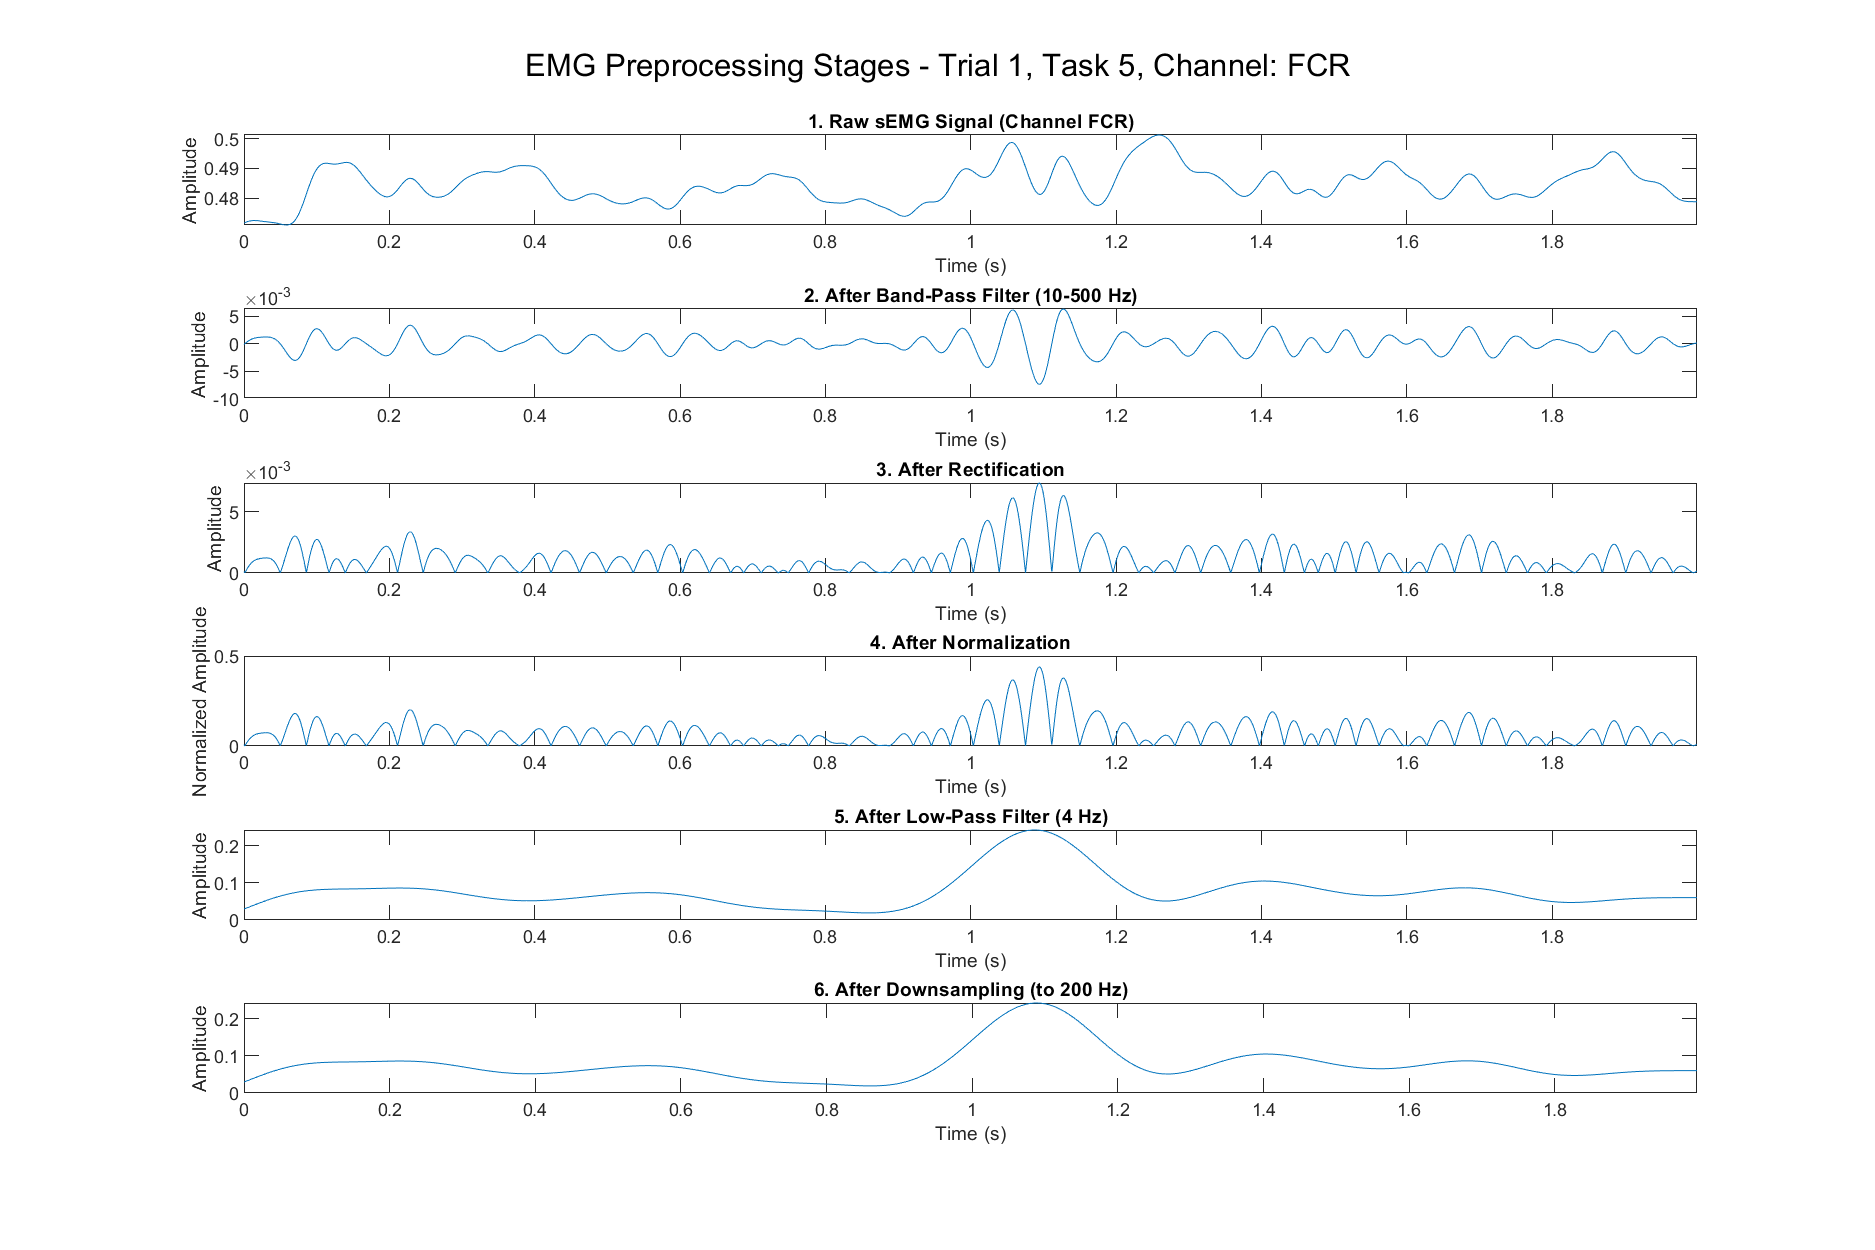 EMG Preprocessing Stages - Trial 1, Task 5, Channel: FCR
1. Raw sEMG Signal (Channel FCR)
Amplitude
0.5
0.49
0.48
0 0.2 0.4 0.6 0.8 1 1.2 1.4 1.6 1.8
Time (s)
2. After Band-Pass Filter (10-500 Hz)
×10-3
Amplitude
5
0
-5
-10
0 0.2 0.4 0.6 0.8 1 1.2 1.4 1.6 1.8
Time (s)
3. After Rectification
×10-3
Amplitude
5
0
0 0.2 0.4 0.6 0.8 1 1.2 1.4 1.6 1.8
Time (s)
4. After Normalization
Normalized Amplitude
0.5
0
0 0.2 0.4 0.6 0.8 1 1.2 1.4 1.6 1.8
Time (s)
5. After Low-Pass Filter (4 Hz)
Amplitude
0.2
0.1
0
0 0.2 0.4 0.6 0.8 1 1.2 1.4 1.6 1.8
Time (s)
6. After Downsampling (to 200 Hz)
Amplitude
0.2
0.1
0
0 0.2 0.4 0.6 0.8 1 1.2 1.4 1.6 1.8
Time (s)